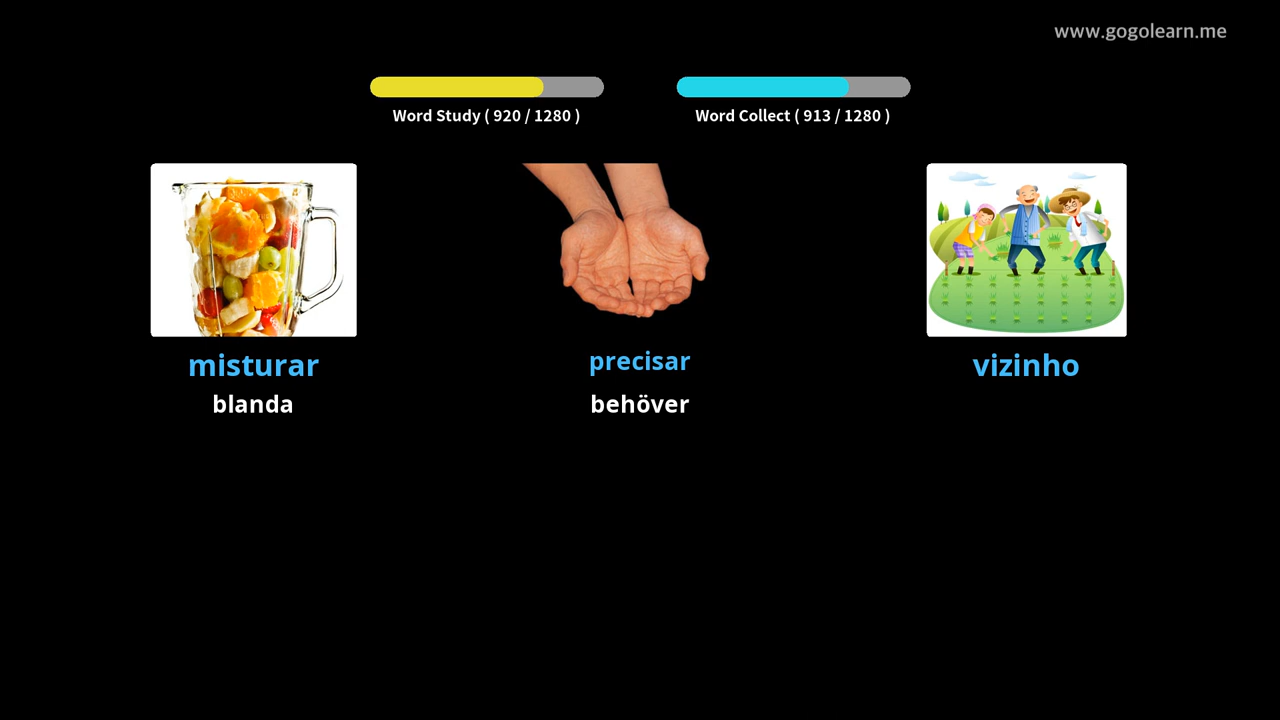 www.gogolearn.me
Word Study ( 920 / 1280 )
Word Collect ( 913 / 1280 )
misturar
precisar
vizinho
blanda
behöver